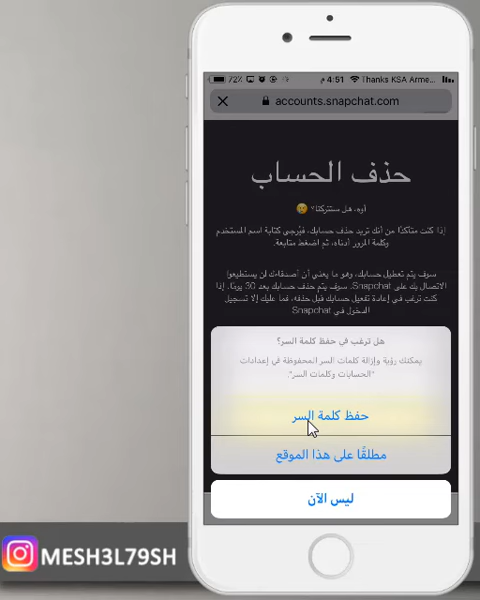 72%
4:51 م
Thanks KSA Arme...
accounts.snapchat.com
حذف الحساب
أوه، هل ستتركنا؟
إذا كنت متأكدًا من أنك تريد حذف حسابك، فيُرجى كتابة اسم المستخدم
وكلمة المرور أدناه، ثم اضغط متابعة.
سوف يتم تعطيل حسابك، وهو ما يعني أن أصدقاءك لن يستطيعوا
الاتصال بك على Snapchat. سوف يتم حذف حسابك بعد 30 يومًا. إذا
كنت ترغب في إعادة تفعيل حسابك قبل حذفه، فما عليك إلا تسجيل
الدخول في Snapchat
هل ترغب في حفظ كلمة السر؟
يمكنك رؤية وإزالة كلمات السر المحفوظة في إعدادات
"الحسابات وكلمات السر".
حفظ كلمة السر
مطلقًا على هذا الموقع
ليس الآن
MESH3L79SH